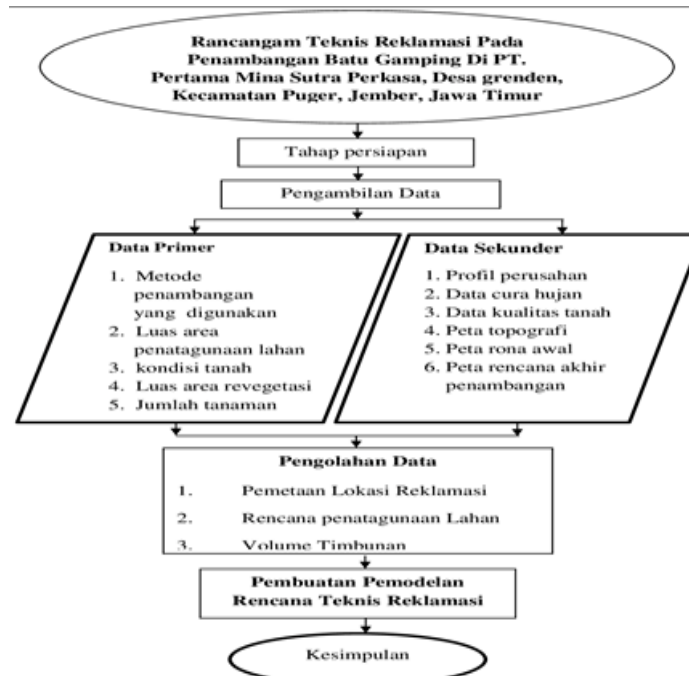 Rancangam Teknis Reklamasi Pada
Penambangan Batu Gamping Di PT.
Pertama Mina Sutra Perkasa, Desa grenden,
Kecamatan Puger, Jember, Jawa Timur
Tahap persiapan
Pengambilan Data
Data Primer
1. Metode
penambangan
yang digunakan
2. Luas area
penatagunaan lahan
3. kondisi tanah
4. Luas area revegetasi
5. Jumlah tanaman
Data Sekunder
1. Profil perusahan
2. Data cura hujan
3. Data kualitas tanah
4. Peta topografi
5. Peta rona awal
6. Peta rencana akhir
penambangan
Pengolahan Data
1. Pemetaan Lokasi Reklamasi
2. Rencana penatagunaan Lahan
3. Volume Timbunan
Pembuatan Pemodelan
Rencana Teknis Reklamasi
Kesimpulan